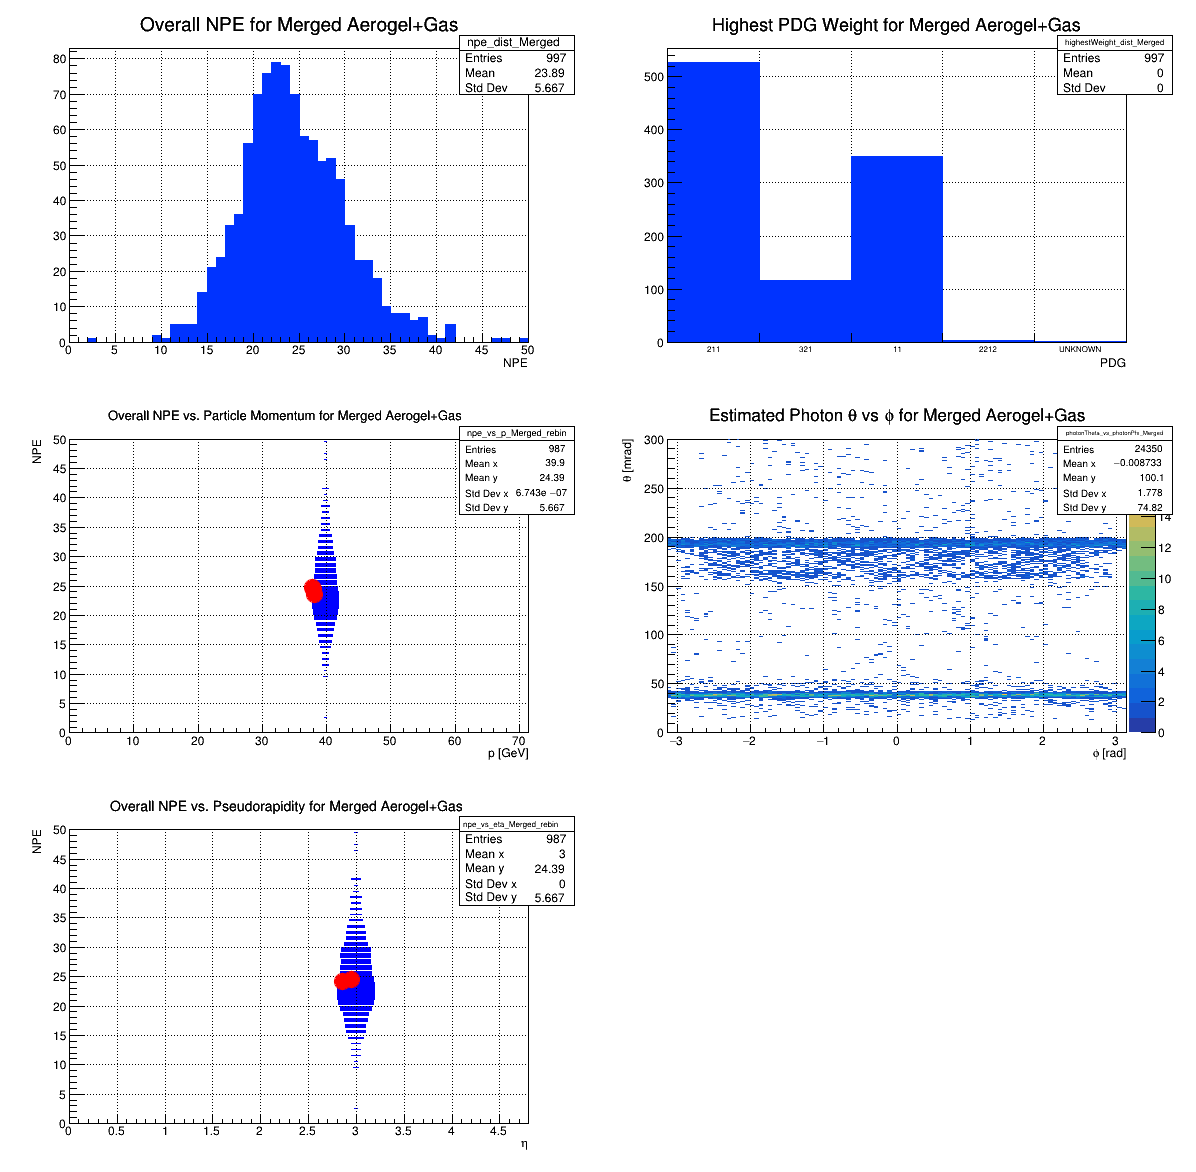 Overall NPE for Merged Aerogel+Gas
npe_dist_Merged
Entries 997
Mean 23.89
Std Dev 5.667
80
70
60
50
40
30
20
10
0
0 5 10 15 20 25 30 35 40 45 50
NPE
Highest PDG Weight for Merged Aerogel+Gas
highestWeight_dist_Merged
Entries 997
Mean 0
Std Dev 0
500
400
300
200
100
0
211 321 11 2212 UNKNOWN
PDG
Overall NPE vs. Particle Momentum for Merged Aerogel+Gas
npe_vs_p_Merged_rebin
Entries 987
Mean x 39.9
Mean y 24.39
Std Dev x 6.743e −07
Std Dev y 5.667
NPE
50
45
40
35
30
25
20
15
10
5
0
0 10 20 30 40 50 60 70
p [GeV]
Estimated Photon θ vs ϕ for Merged Aerogel+Gas
photonTheta_vs_photonPhi_Merged
Entries 24350
Mean x −0.008733
Mean y 100.1
Std Dev x 1.778
Std Dev y 74.82
θ [mrad]
300
250
200
150
100
50
0
−3 −2 −1 0 1 2 3
ϕ [rad]
14
12
10
8
6
4
2
0
Overall NPE vs. Pseudorapidity for Merged Aerogel+Gas
npe_vs_eta_Merged_rebin
Entries 987
Mean x 3
Mean y 24.39
Std Dev x 0
Std Dev y 5.667
NPE
50
45
40
35
30
25
20
15
10
5
0
0 0.5 1 1.5 2 2.5 3 3.5 4 4.5
η